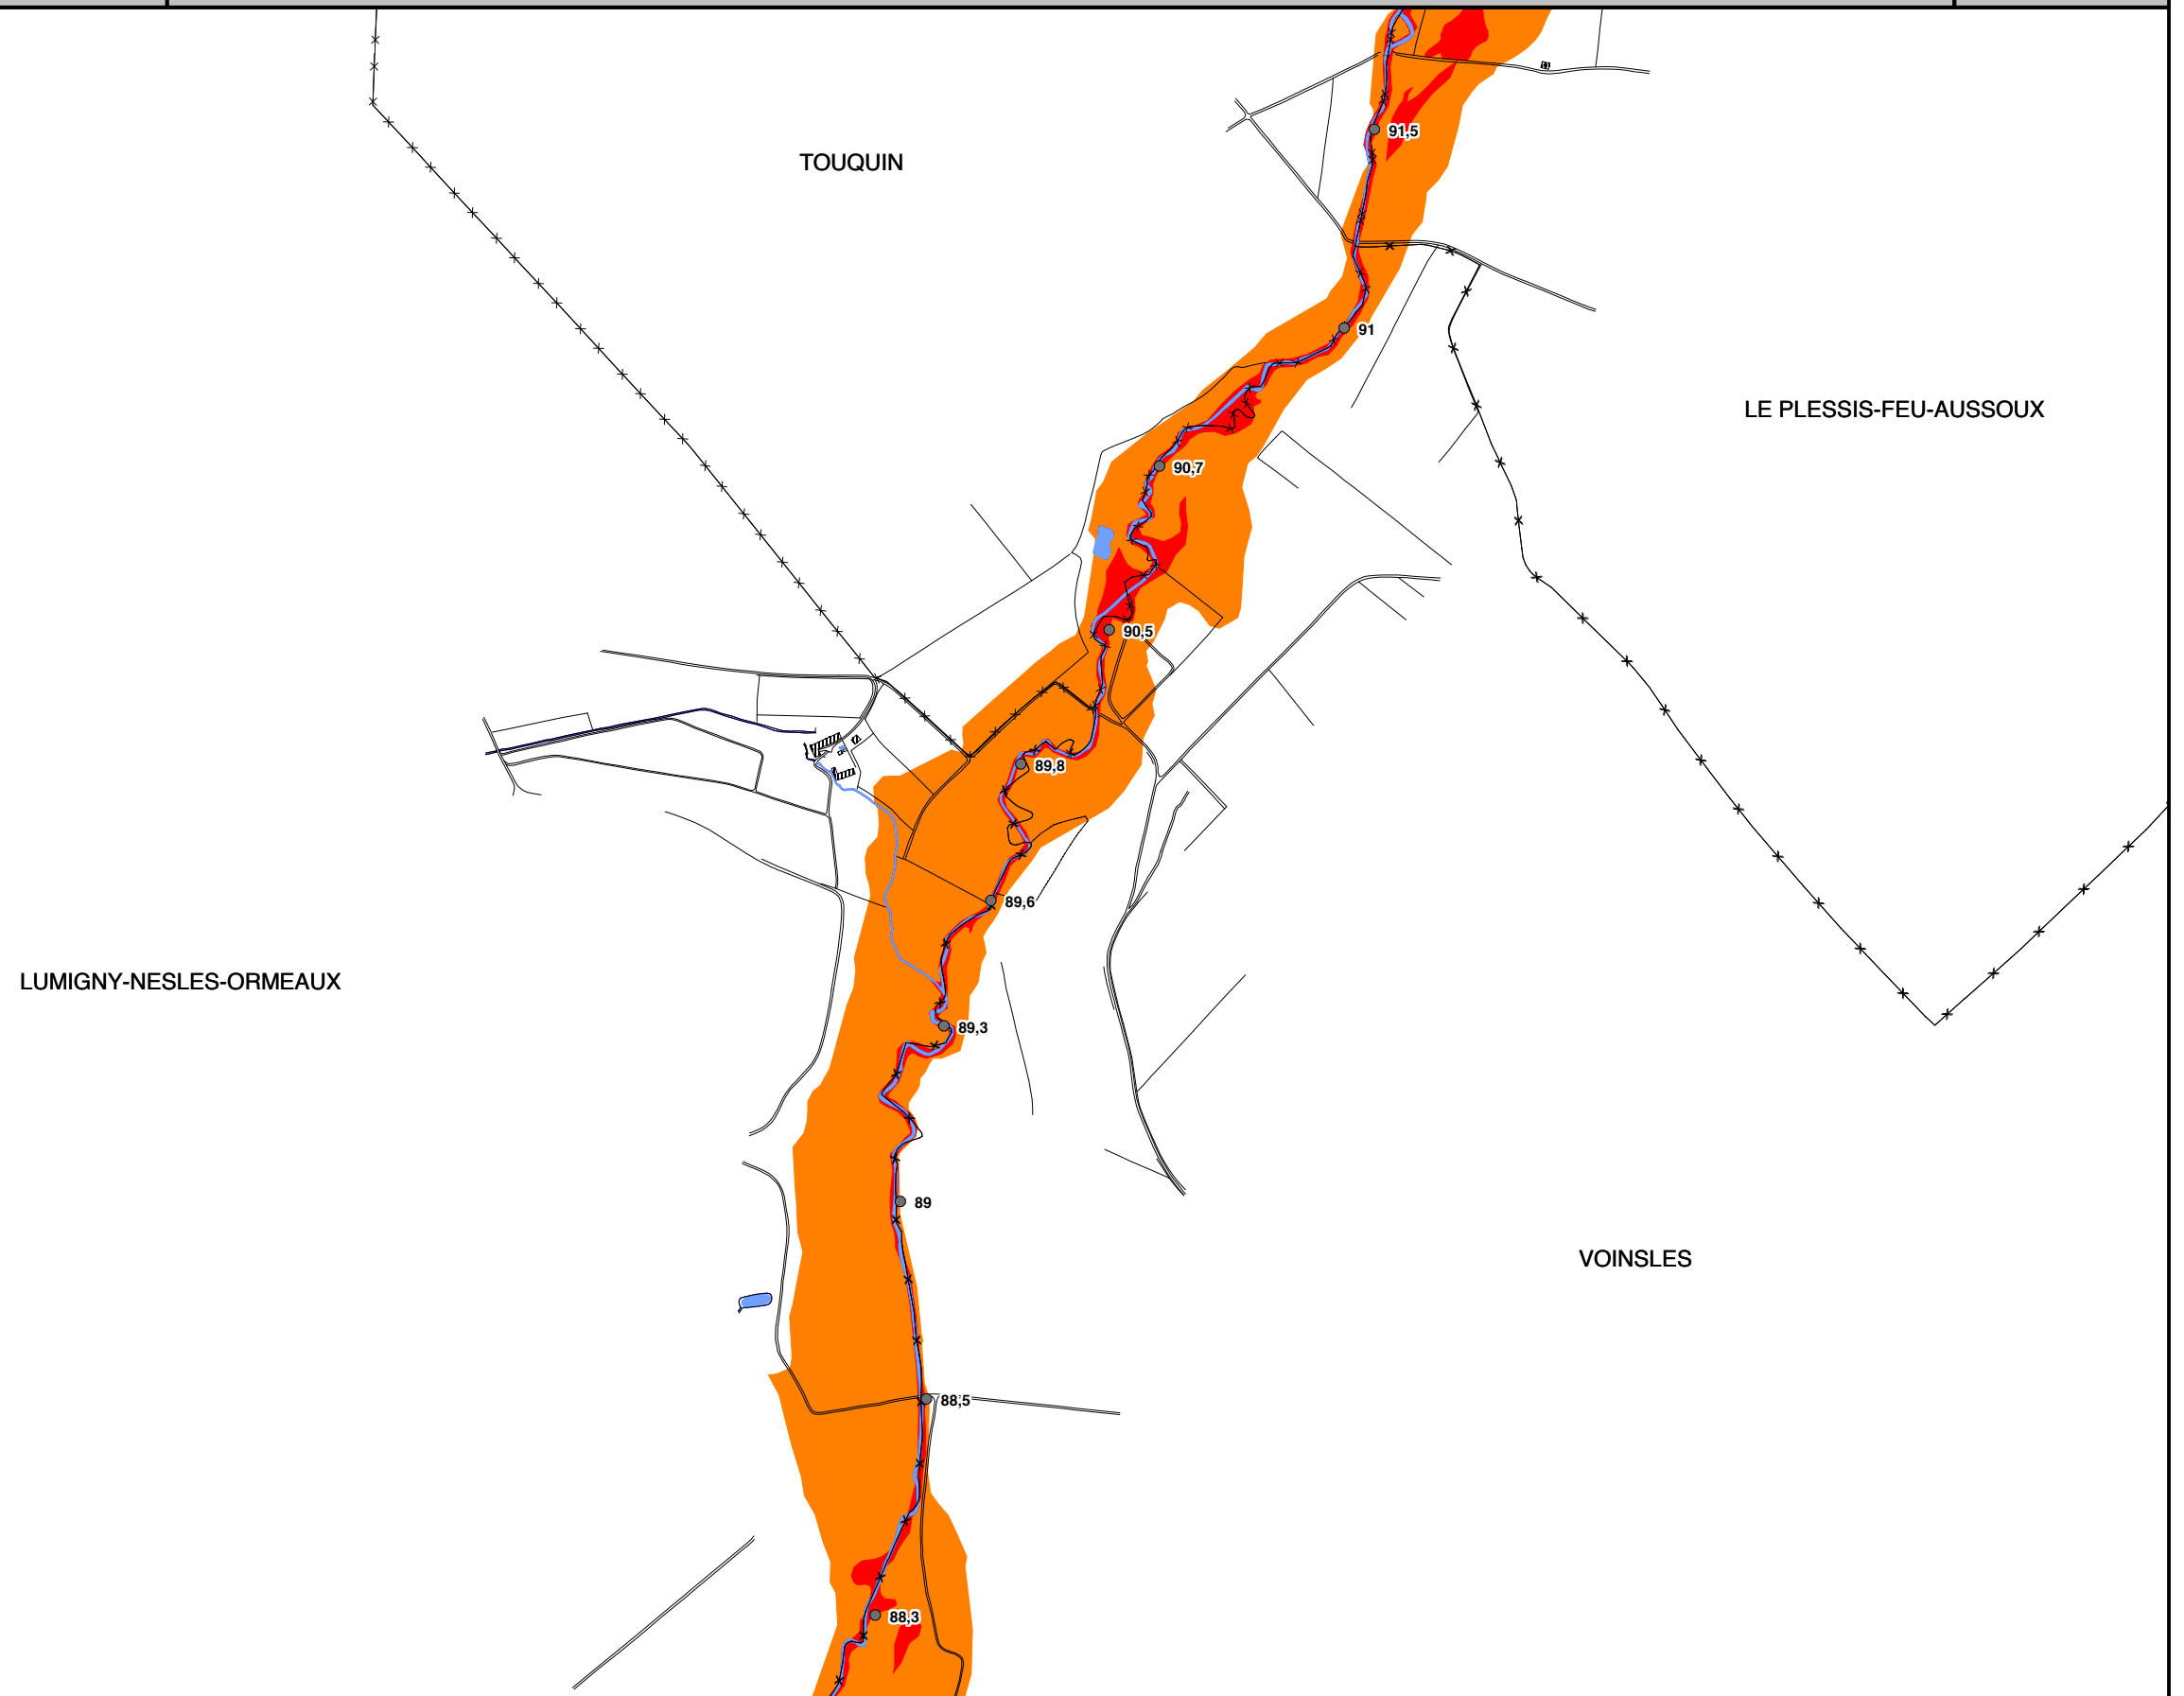 91,5
TOUQUIN
91
LE PLESSIS-FEU-AUSSOUX
90,7
90,5
89,8
89,6
LUMIGNY-NESLES-ORMEAUX
89,3
89
VOINSLES
88,5
88,3